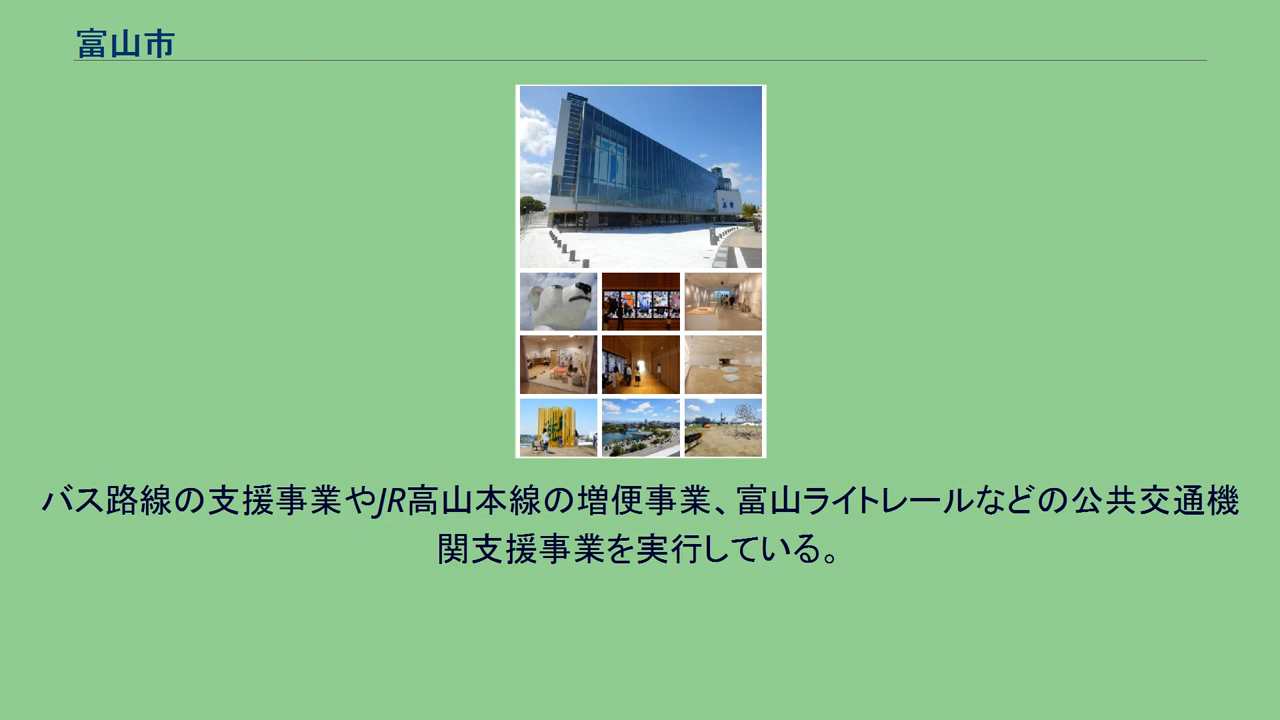 富山市
バス路線の支援事業やJR高山本線の増便事業、富山ライトレールなどの公共交通機
関支援事業を実行している。